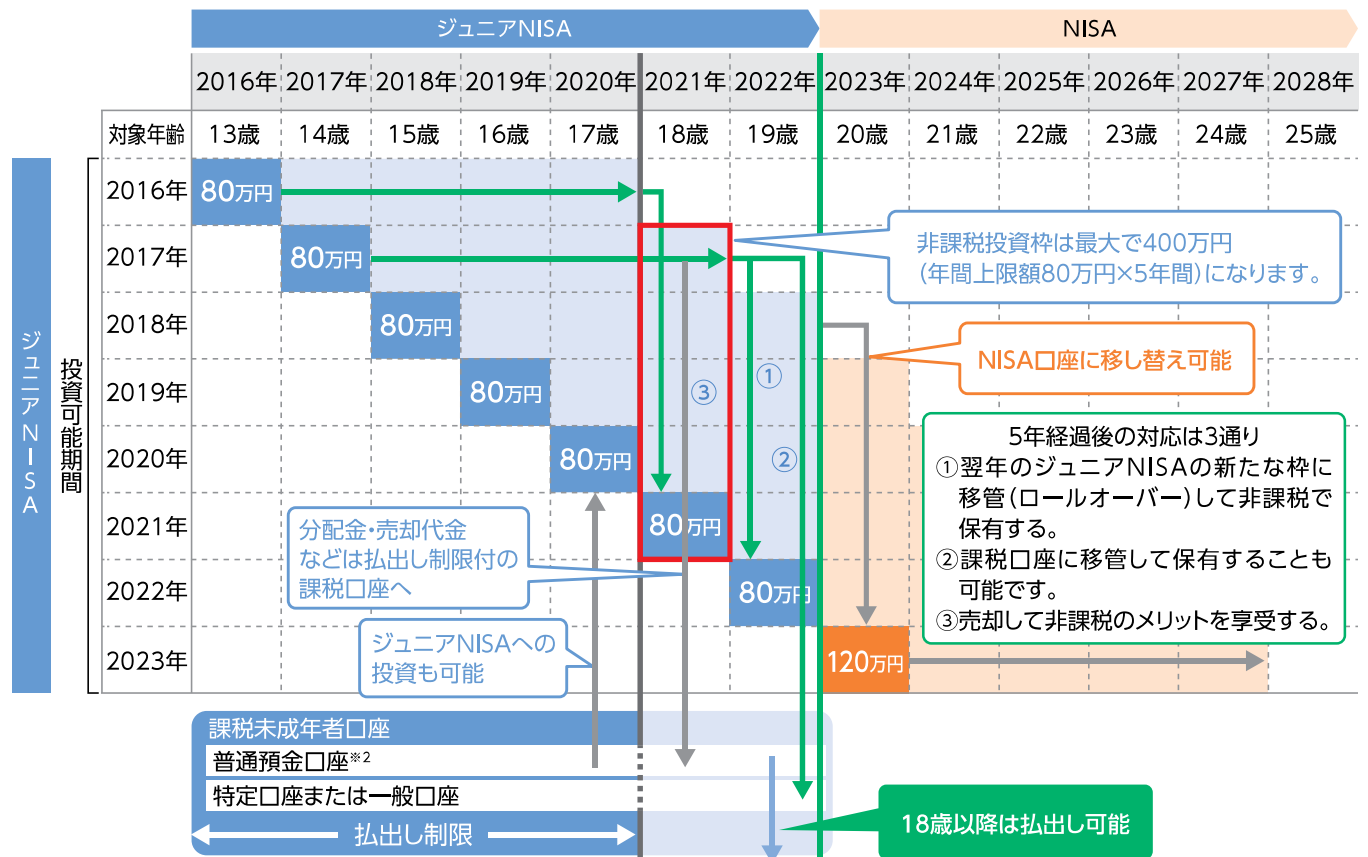 ジュニアNISA
NISA
2016年 2017年 2018年 2019年 2020年 2021年 2022年 2023年 2024年 2025年 2026年 2027年 2028年
対象年齢 13歳 14歳 15歳 16歳 17歳 18歳 19歳 20歳 21歳 22歳 23歳 24歳 25歳
ジュニアNISA
投資可能期間
2016年 80万円
2017年 80万円
非課税投資枠は最大で400万円
(年間上限額80万円×5年間)になります。
2018年 80万円
NISA口座に移し替え可能
2019年 80万円
①
②
③
2020年 80万円
2021年 80万円
5年経過後の対応は3通り
①翌年のジュニアNISAの新たな枠に
移管(ロールオーバー)して非課税で
保有する。
②課税口座に移管して保有することも
可能です。
③売却して非課税のメリットを享受する。
分配金・売却代金
などは払出し制限付の
課税口座へ
2022年 80万円
ジュニアNISAへの
投資も可能
2023年 120万円
課税未成年者口座
普通預金口座※2
特定口座または一般口座
払出し制限
18歳以降は払出し可能